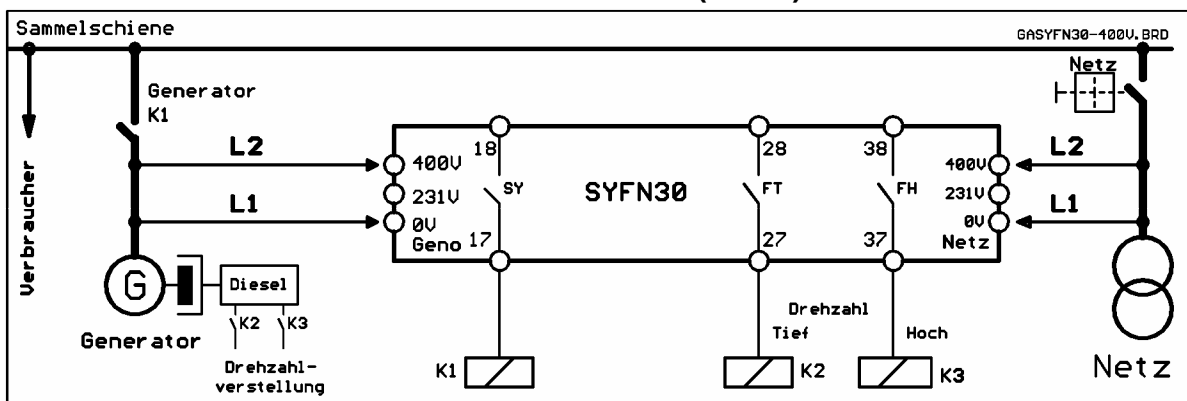 Sammelschiene
GASYFN30-400V.BRD
Netz
Generator
K1
L2
18
28
38
L2
400V
400V
231V
SY
SYFN30
FT
FH
231V
L1
0V
0V
L1
Geno
17
27
37
Netz
Verbraucher
G
Diesel
K2
K3
Generator
Drehzahl-
verstellung
Drehzahl
Tief
Hoch
K1
K2
K3
Netz